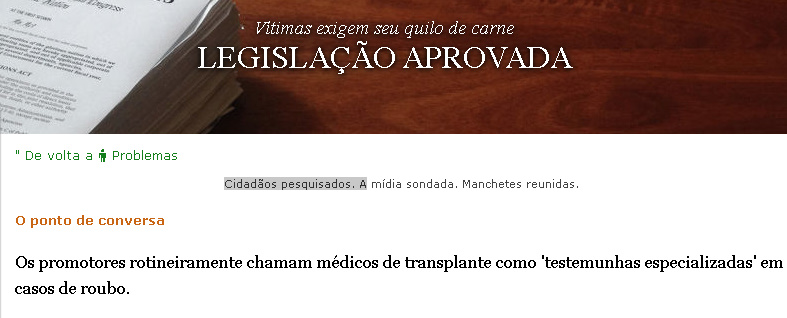 Vítimas exigem seu quilo de carne
LEGISLAÇÃO APROVADA
" De volta a Problemas
Cidadãos pesquisados. A mídia sondada. Manchetes reunidas.
O ponto de conversa
Os promotores rotineiramente chamam médicos de transplante como 'testemunhas especializadas' em
casos de roubo.